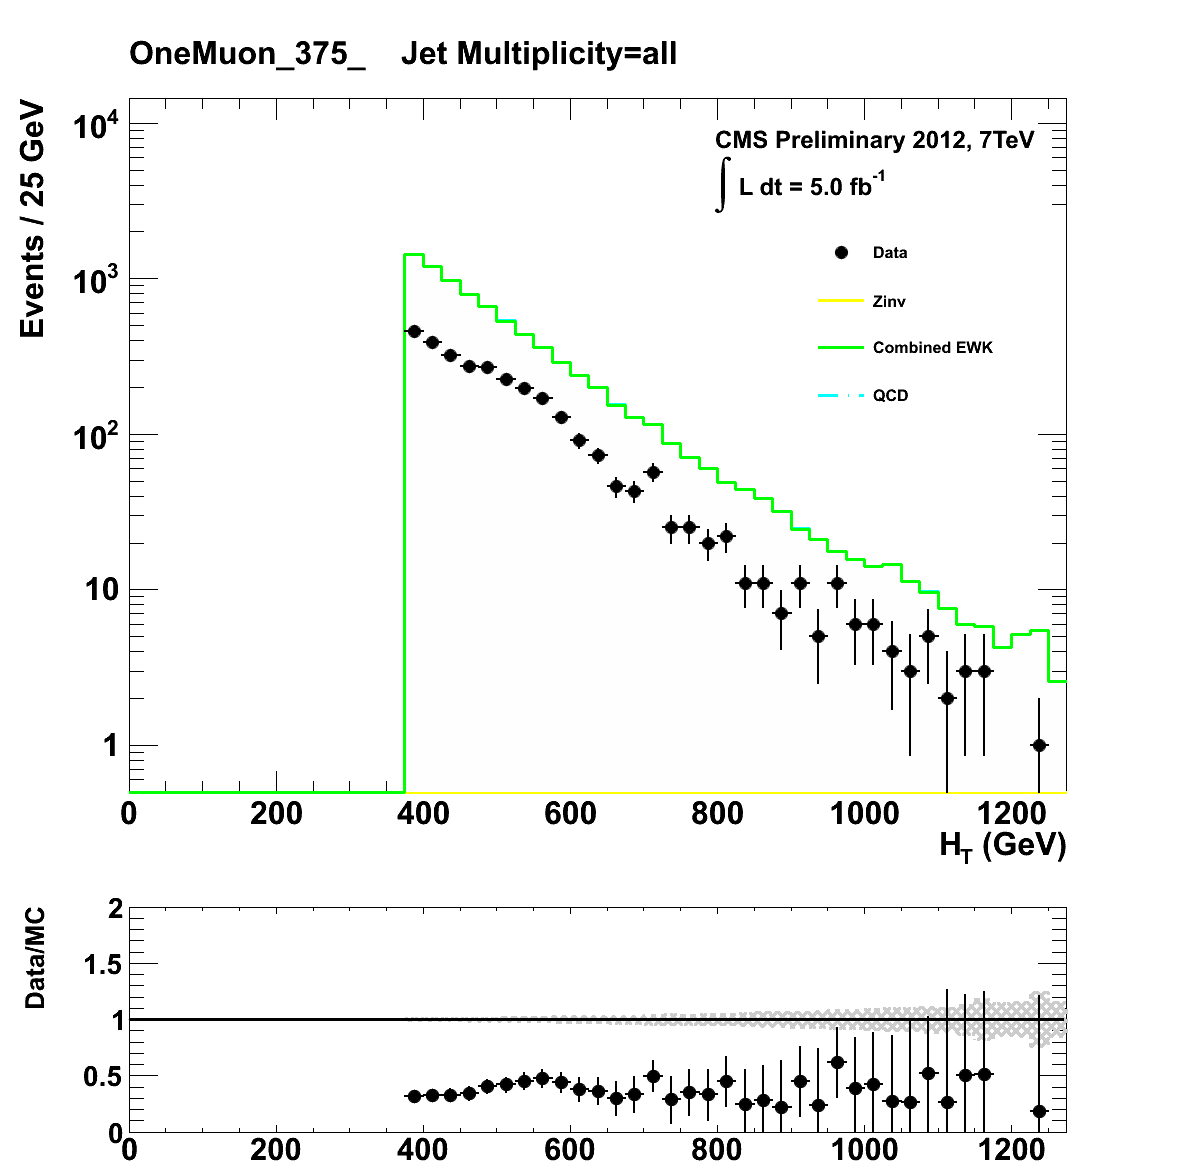 OneMuon_375_ Jet Multiplicity=all
Events / 25 GeV
10⁴
10³
10²
10
1
CMS Preliminary 2012, 7TeV
∫ L dt = 5.0 fb⁻¹
Data
Zinv
Combined EWK
QCD
0 200 400 600 800 1000 1200
H_T (GeV)
Data/MC
2
1.5
1
0.5
0
0 200 400 600 800 1000 1200